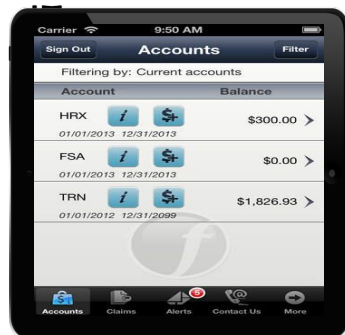 Carrier 9:50 AM
Sign Out Accounts Filter
Filtering by: Current accounts
Account Balance
HRX i $+ $300.00
01/01/2013 12/31/2013
FSA i $+ $0.00
01/01/2013 12/31/2013
TRN i $+ $1,826.93
01/01/2012 12/31/2099
f
5
Accounts Claims Alerts Contact Us More